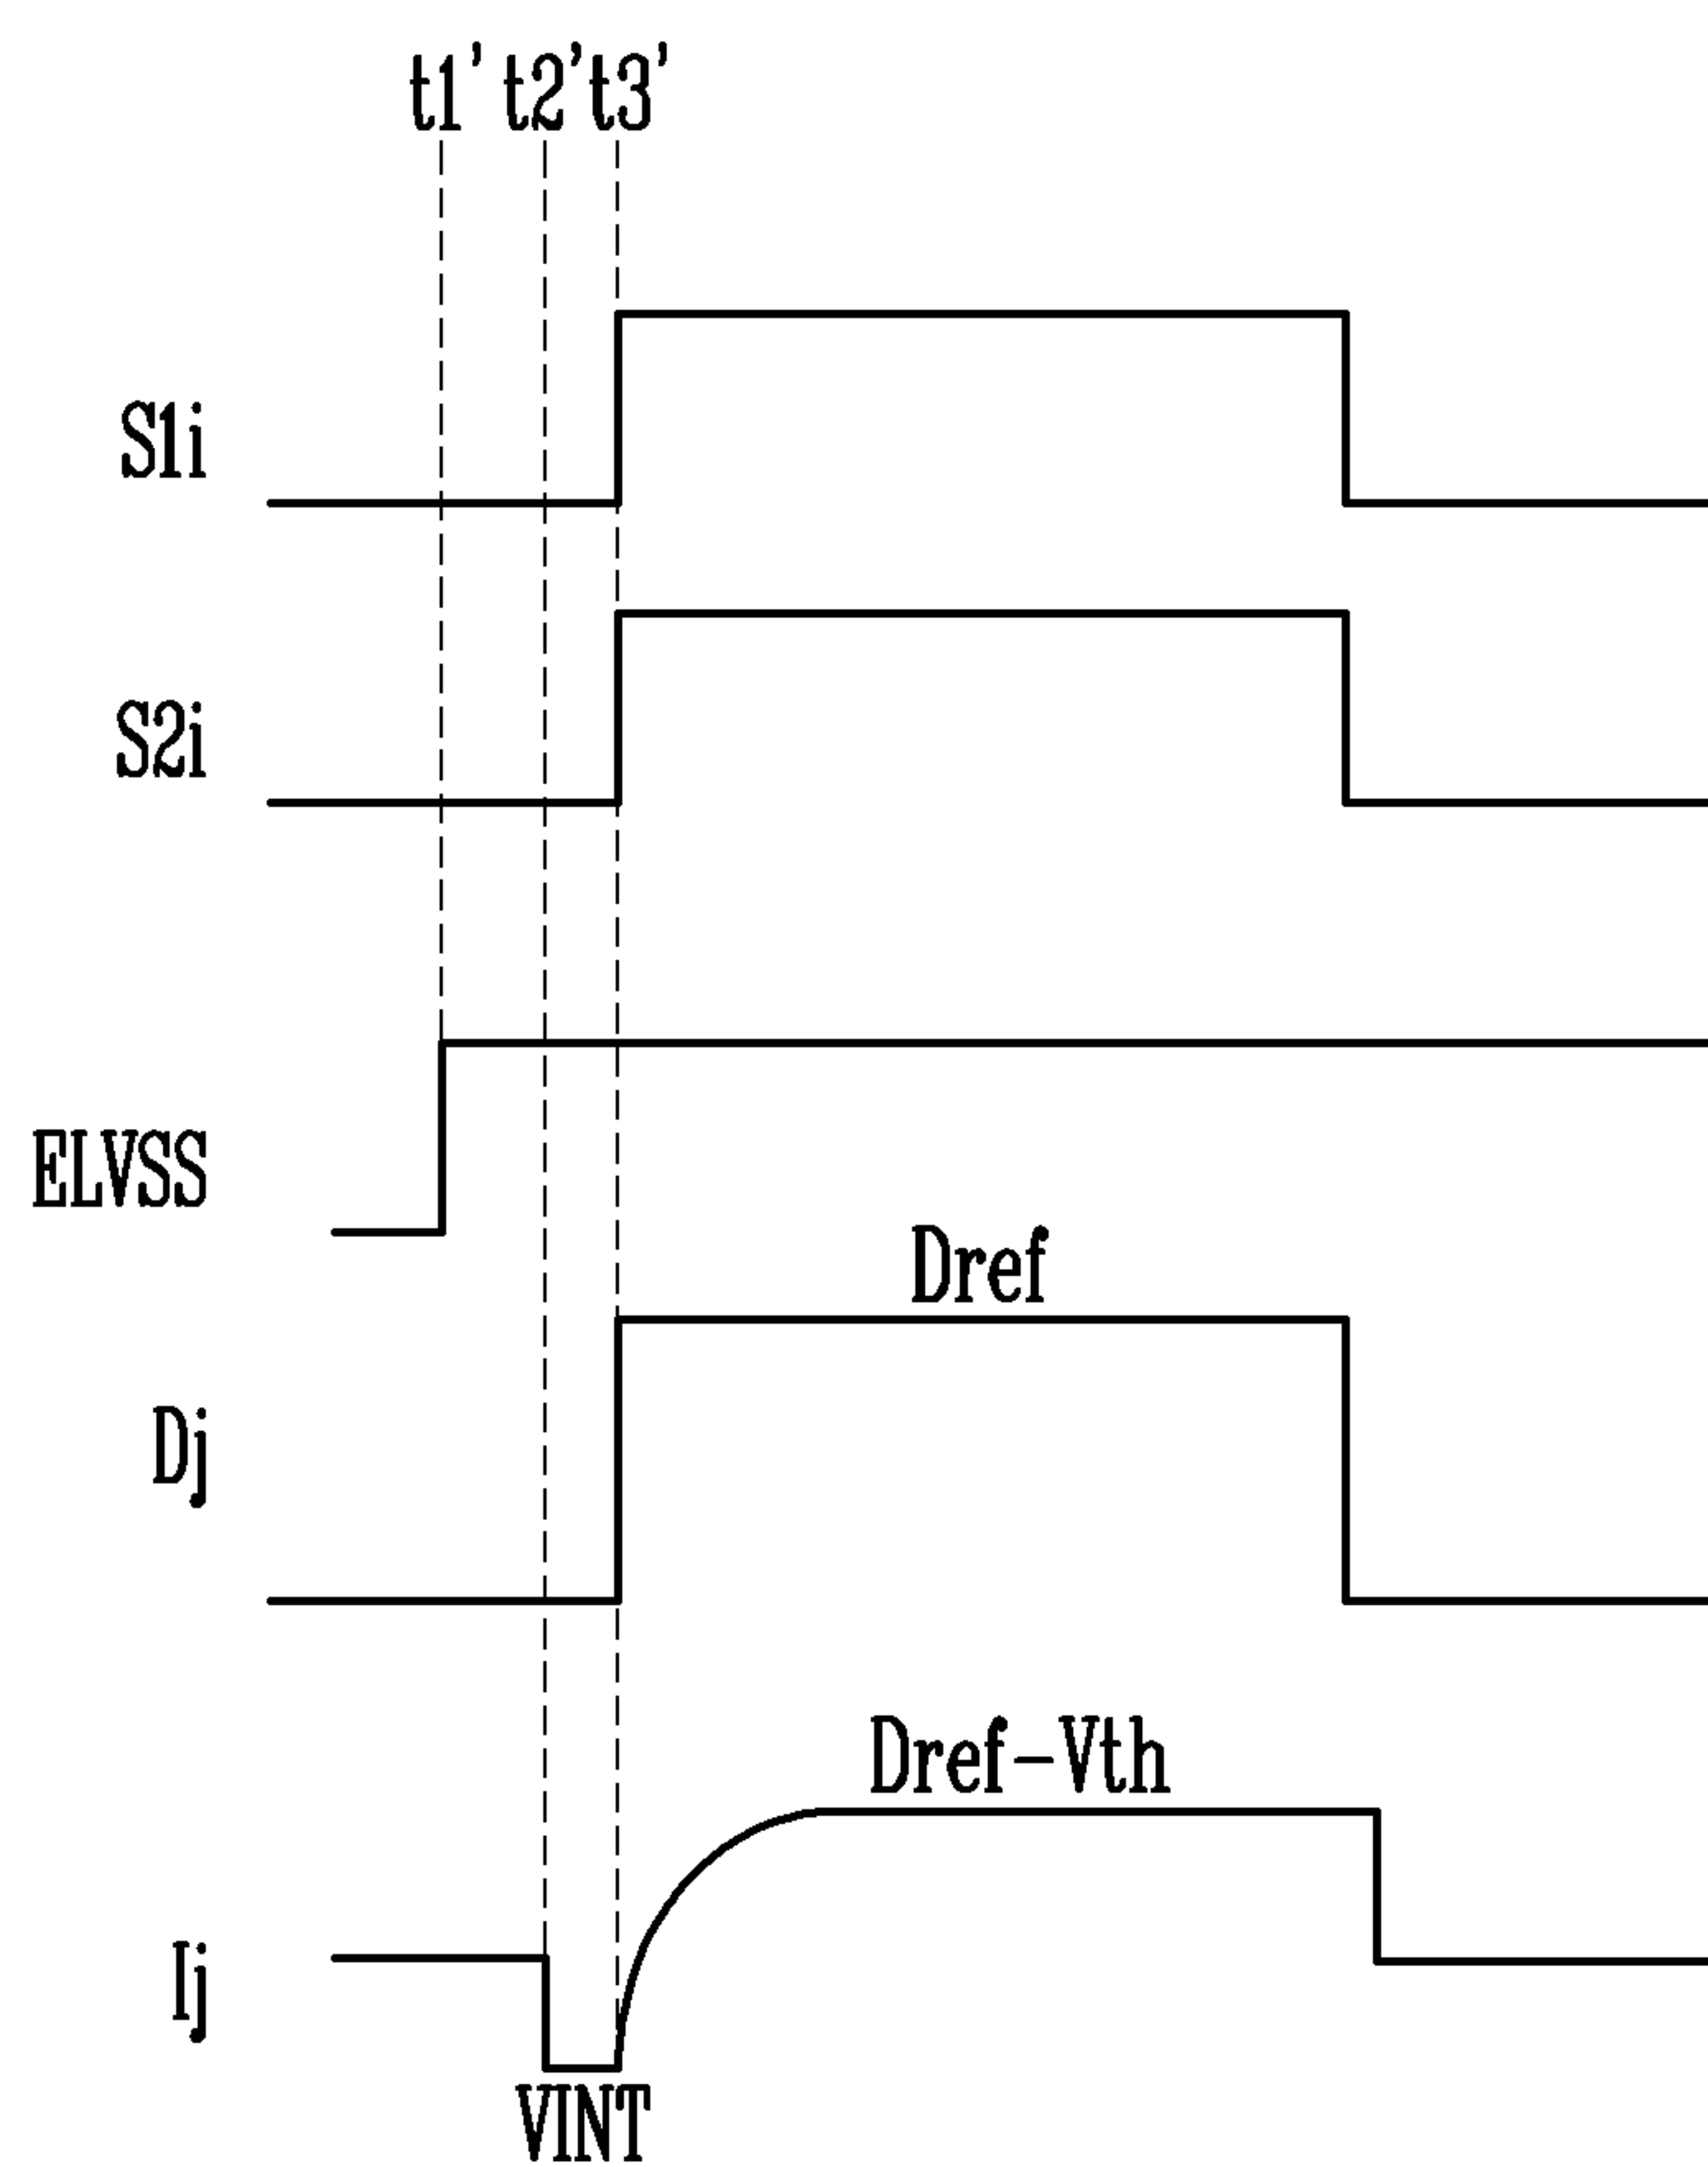 t1' t2' t3'
S1i
S2i
ELVSS
Dref
Dj
Dref-Vth
Ij
VINT